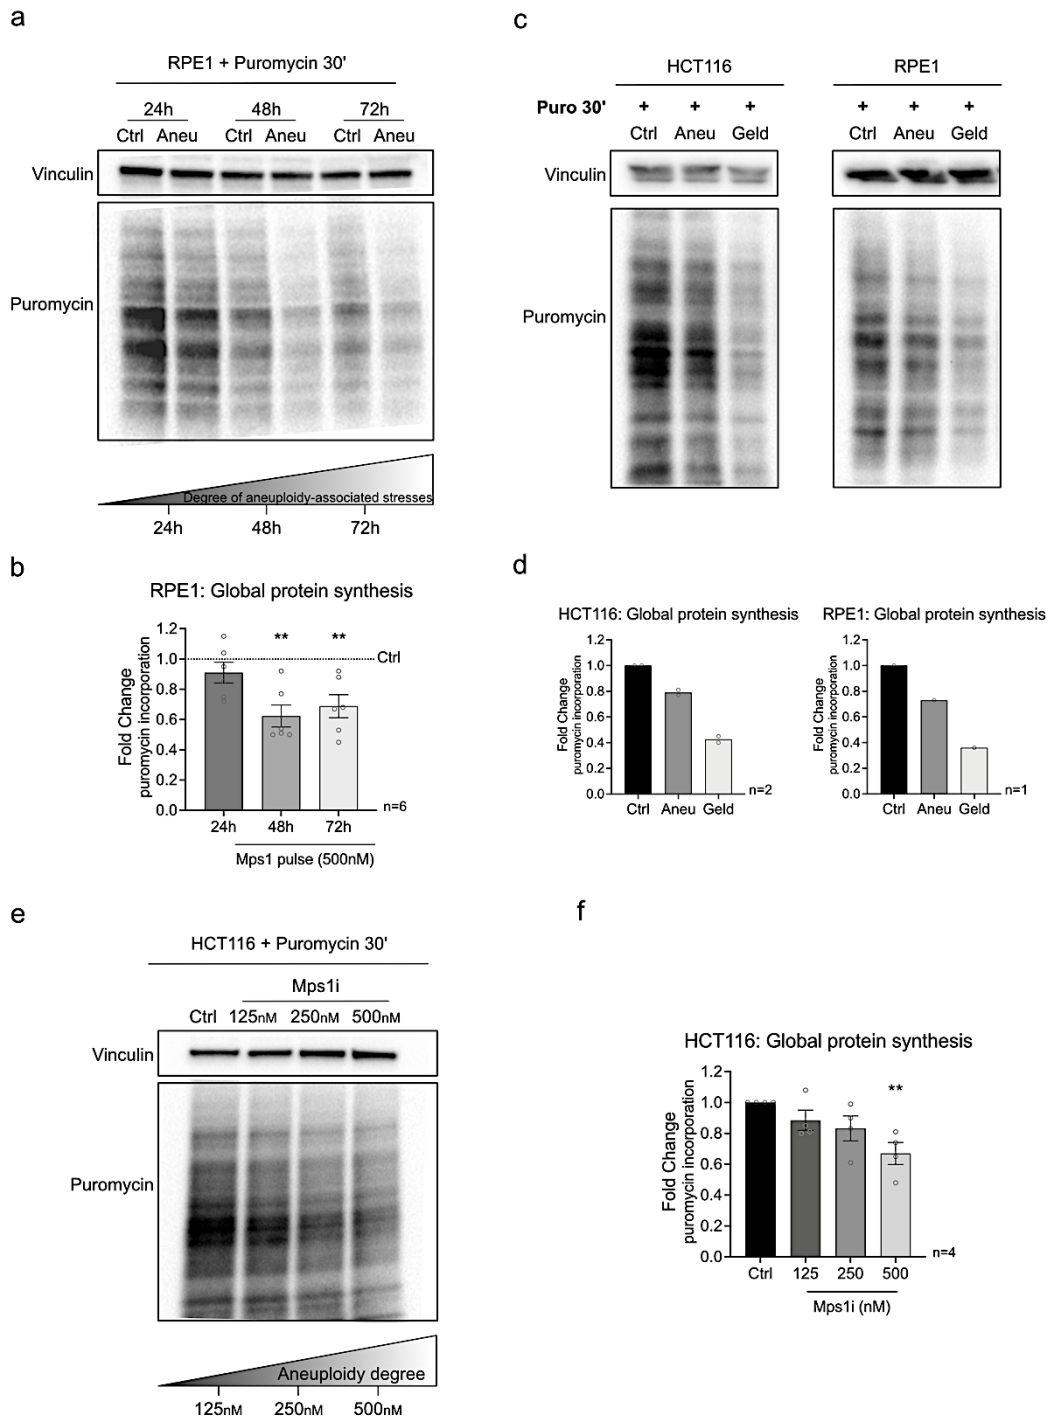 a
RPE1 + Puromycin 30'
24h 48h 72h
Ctrl Aneu Ctrl Aneu Ctrl Aneu
Vinculin
Puromycin
Degree of aneuploidy-associated stresses
24h 48h 72h
b
RPE1: Global protein synthesis
Fold Change
puromycin incorporation
1.2
1.0
0.8
0.6
0.4
0.2
0.0
** **
Ctrl
n=6
24h 48h 72h
Mps1 pulse (500nM)
c
HCT116 RPE1
Puro 30' + + + + + +
Ctrl Aneu Geld Ctrl Aneu Geld
Vinculin
Puromycin
d
HCT116: Global protein synthesis
Fold Change
puromycin incorporation
1.2
1.0
0.8
0.6
0.4
0.2
0.0
n=2
Ctrl Aneu Geld
RPE1: Global protein synthesis
Fold Change
puromycin incorporation
1.2
1.0
0.8
0.6
0.4
0.2
0.0
n=1
Ctrl Aneu Geld
e
HCT116 + Puromycin 30'
Mps1i
Ctrl 125nM 250nM 500nM
Vinculin
Puromycin
Aneuploidy degree
125nM 250nM 500nM
f
HCT116: Global protein synthesis
Fold Change
puromycin incorporation
1.2
1.0
0.8
0.6
0.4
0.2
0.0
**
n=4
Ctrl 125 250 500
Mps1i (nM)